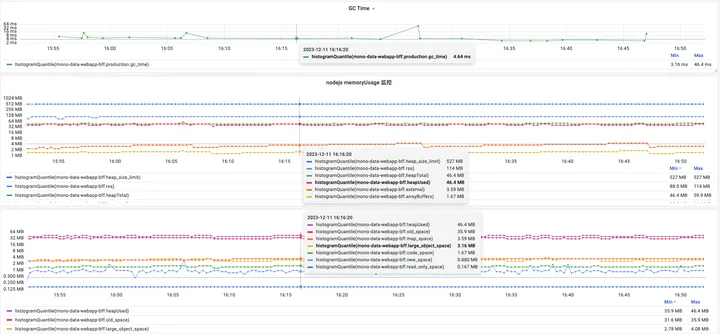 GC Time
64 ms
32 ms
16 ms
8 ms
4 ms
2 ms
15:55 16:00 16:05 16:10 16:15 16:20 16:25 16:30 16:35 16:40 16:45 16:50
2023-12-11 16:16:20
histogramQuantile(mono-data-webapp-bff.production.gc_time) 4.64 ms
Min Max
histogramQuantile(mono-data-webapp-bff.production.gc_time) 3.16 ms 46.4 ms
nodejs memoryUsage 监控
1024 MB
512 MB
256 MB
128 MB
64 MB
32 MB
16 MB
8 MB
4 MB
2 MB
1 MB
15:55 16:00 16:05 16:10 16:15 16:20 16:25 16:30 16:35 16:40 16:45 16:50
2023-12-11 16:16:20
histogramQuantile(mono-data-webapp-bff.heap_size_limit) 527 MB
histogramQuantile(mono-data-webapp-bff.rss) 114 MB
histogramQuantile(mono-data-webapp-bff.heapTotal) 46.4 MB
histogramQuantile(mono-data-webapp-bff.heapUsed) 46.4 MB
histogramQuantile(mono-data-webapp-bff.external) 3.59 MB
histogramQuantile(mono-data-webapp-bff.arrayBuffers) 1.67 MB
Min Max
histogramQuantile(mono-data-webapp-bff.heap_size_limit) 527 MB 527 MB
histogramQuantile(mono-data-webapp-bff.rss) 88.0 MB 114 MB
histogramQuantile(mono-data-webapp-bff.heapTotal) 46.4 MB 59.9 MB
2023-12-11 16:16:20
histogramQuantile(mono-data-webapp-bff.heapUsed) 46.4 MB
histogramQuantile(mono-data-webapp-bff.old_space) 35.9 MB
histogramQuantile(mono-data-webapp-bff.map_space) 3.59 MB
histogramQuantile(mono-data-webapp-bff.large_object_space) 3.16 MB
histogramQuantile(mono-data-webapp-bff.code_space) 1.67 MB
histogramQuantile(mono-data-webapp-bff.new_space) 0.880 MB
histogramQuantile(mono-data-webapp-bff.read_only_space) 0.167 MB
64 MB
32 MB
16 MB
8 MB
4 MB
2 MB
1 MB
0.500 MB
0.250 MB
0.125 MB
15:55 16:00 16:05 16:10 16:15 16:20 16:25 16:30 16:35 16:40 16:45 16:50
Min Max
histogramQuantile(mono-data-webapp-bff.heapUsed) 35.9 MB 46.4 MB
histogramQuantile(mono-data-webapp-bff.old_space) 31.6 MB 35.9 MB
histogramQuantile(mono-data-webapp-bff.large_object_space) 2.78 MB 4.08 MB